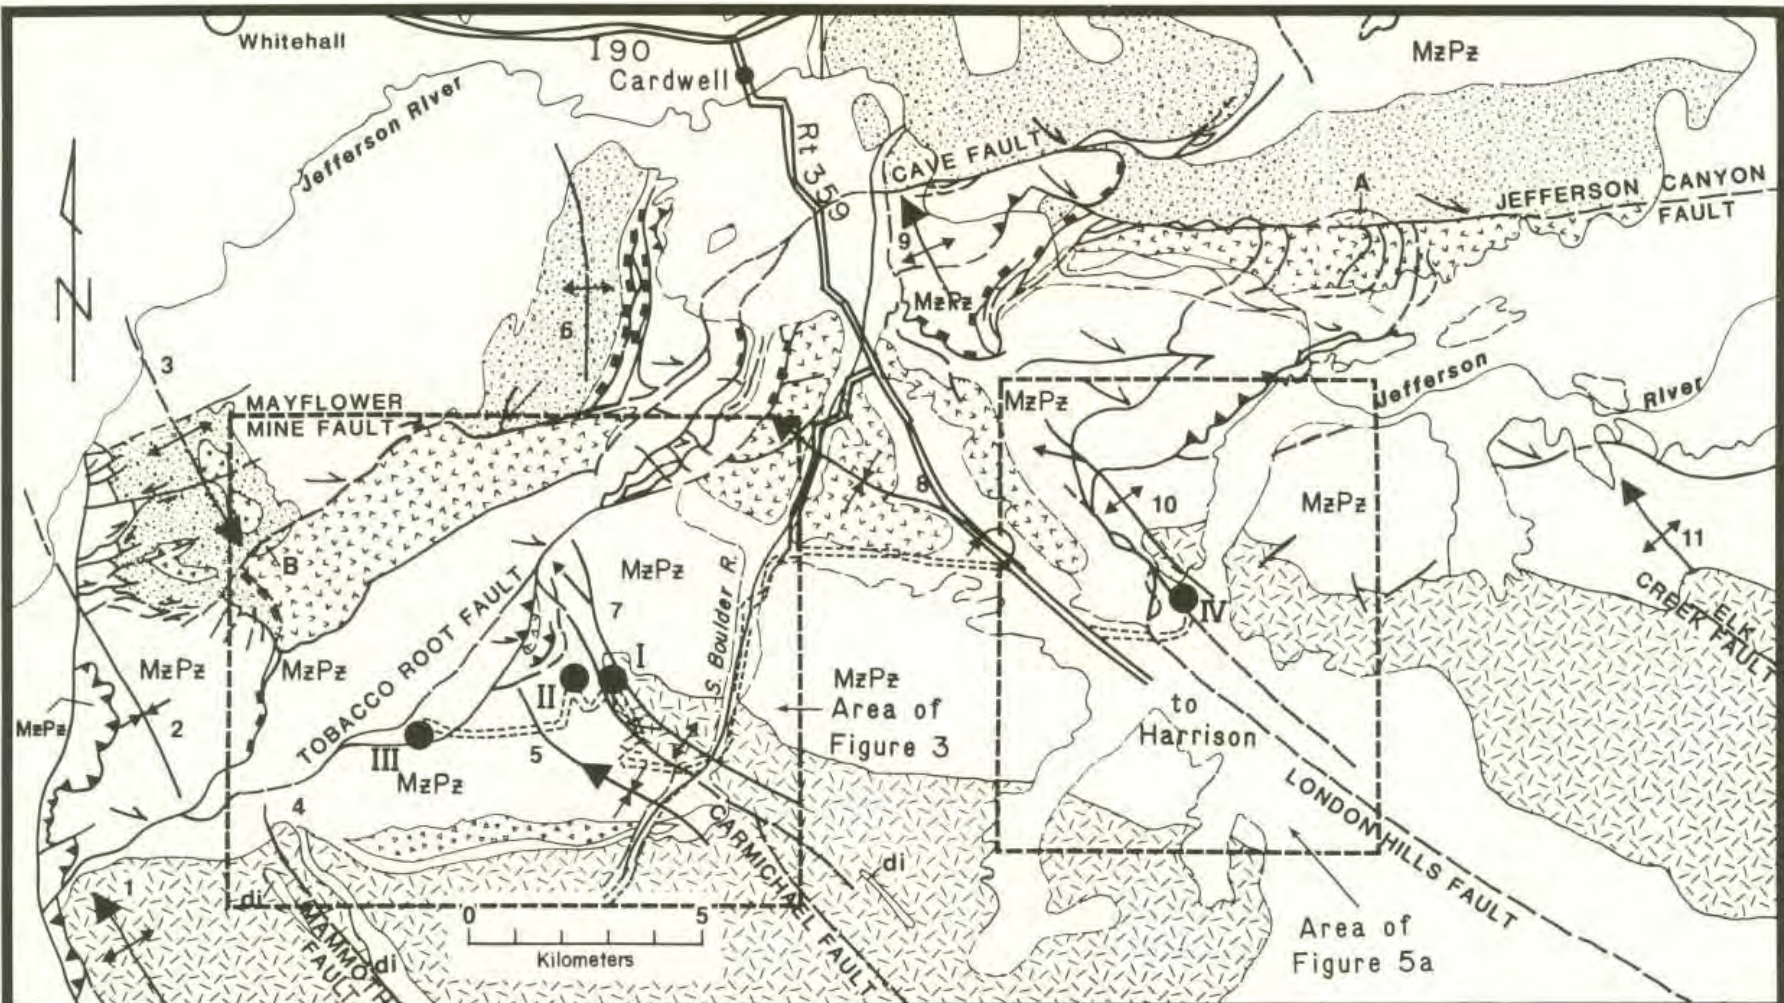 Whitehall
I90
Cardwell
MzPz
Jefferson River
Rt 359
CAVE FAULT
A
JEFFERSON CANYON
FAULT
N
9
6
3
MzPz
MAYFLOWER
MINE FAULT
Jefferson
River
MzPz
8
10
MzPz
11
B
MzPz
7
S. Boulder R.
IV
ELK
CREEK FAULT
TOBACCO ROOT FAULT
I
II
MzPz
MzPz
MzPz
2
MzPz
Area of
Figure 3
to
Harrison
III
5
MzPz
4
LONDON HILLS FAULT
CARMICHAEL FAULT
di
1
di
MAMMOTH
FAULT
di
0
5
Kilometers
Area of
Figure 5a